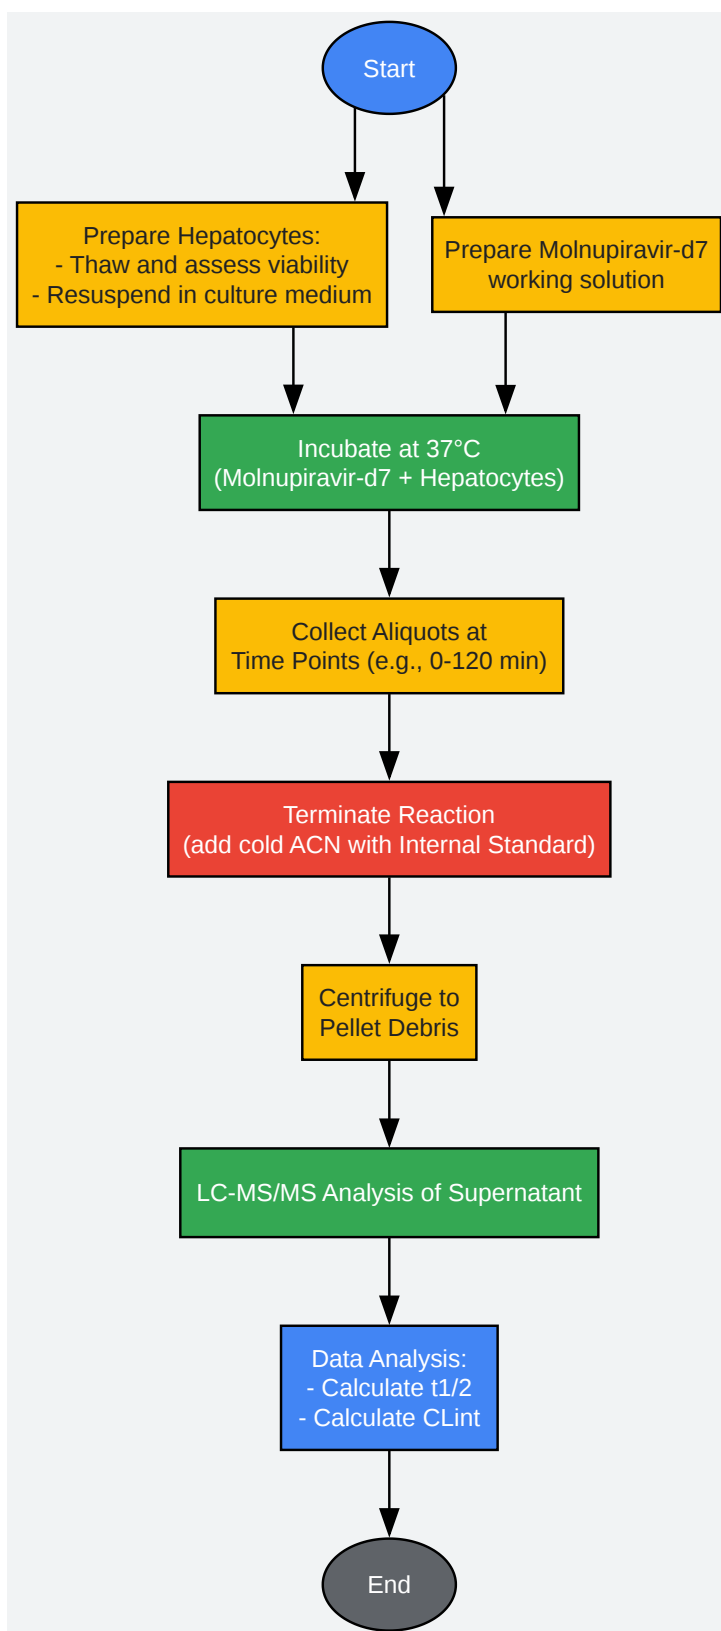 Start
Prepare Hepatocytes:
- Thaw and assess viability
- Resuspend in culture medium
Prepare Molnupiravir-d7
working solution
Incubate at 37°C
(Molnupiravir-d7 + Hepatocytes)
Collect Aliquots at
Time Points (e.g., 0-120 min)
Terminate Reaction
(add cold ACN with Internal Standard)
Centrifuge to
Pellet Debris
LC-MS/MS Analysis of Supernatant
Data Analysis:
- Calculate t1/2
- Calculate CLint
End